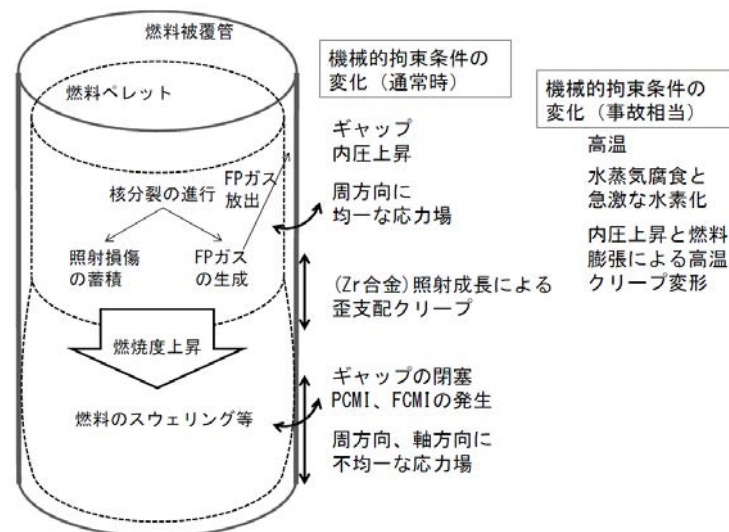 燃料被覆管
燃料ペレット
核分裂の進行
FPガス
放出
照射損傷
の蓄積
FPガス
の生成
燃焼度上昇
燃料のスウェリング等
機械的拘束条件の
変化（通常時）
ギャップ
内圧上昇
周方向に
均一な応力場
(Zr合金)照射成長による
歪支配クリープ
ギャップの閉塞
PCMI、FCMIの発生
周方向、軸方向に
不均一な応力場
機械的拘束条件の
変化（事故相当）
高温
水蒸気腐食と
急激な水素化
内圧上昇と燃料
膨張による高温
クリープ変形